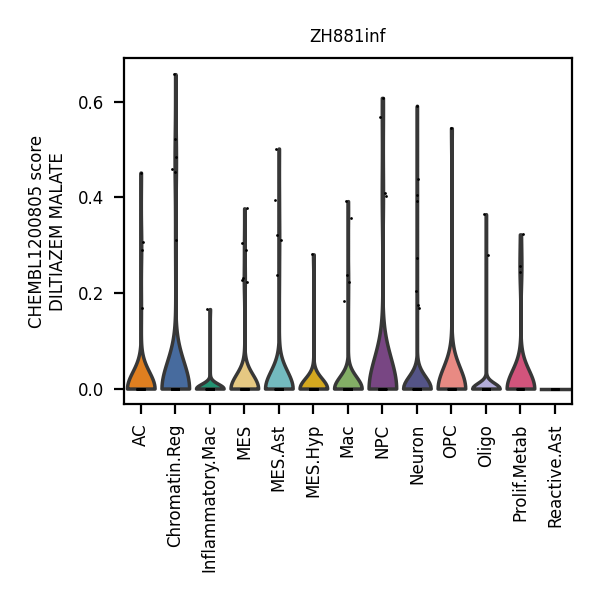 ZH881inf
CHEMBL1200805 score
DILTIAZEM MALATE
0.6
0.4
0.2
0.0
AC
Chromatin.Reg
Inflammatory.Mac
MES
MES.Ast
MES.Hyp
Mac
NPC
Neuron
OPC
Oligo
Prolif.Metab
Reactive.Ast